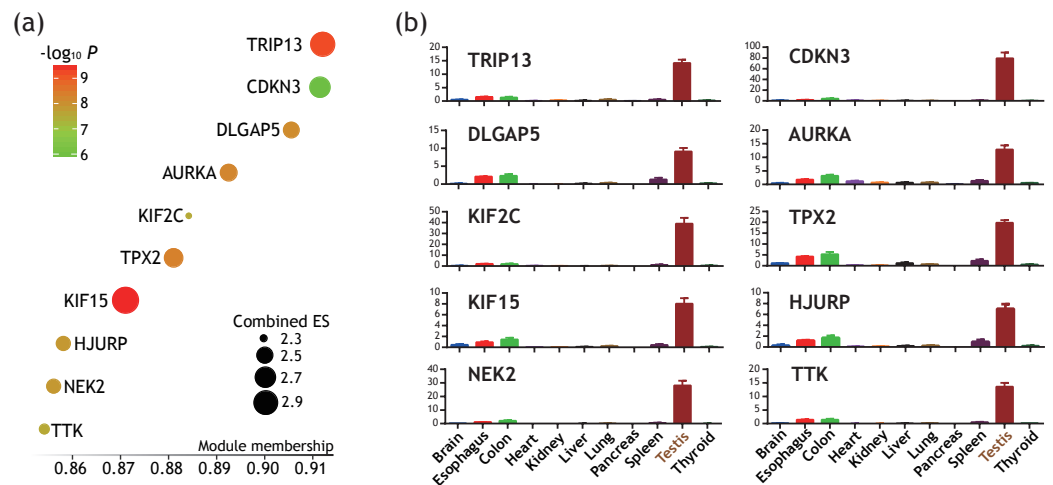 (a)
-log₁₀ P
9
8
7
6
TRIP13
CDKN3
DLGAP5
AURKA
KIF2C
TPX2
KIF15
HJURP
NEK2
TTK
Combined ES
2.3
2.5
2.7
2.9
Module membership
0.86 0.87 0.88 0.89 0.90 0.91
(b)
TRIP13
20
15
10
5
0
CDKN3
100
80
60
40
20
0
DLGAP5
15
10
5
0
AURKA
20
15
10
5
0
KIF2C
50
40
30
20
10
0
TPX2
25
20
15
10
5
0
KIF15
10
8
6
4
2
0
HJURP
10
8
6
4
2
0
NEK2
40
30
20
10
0
TTK
20
15
10
5
0
Brain
Esophagus
Colon
Heart
Kidney
Liver
Lung
Pancreas
Spleen
Testis
Thyroid
Brain
Esophagus
Colon
Heart
Kidney
Liver
Lung
Pancreas
Spleen
Testis
Thyroid